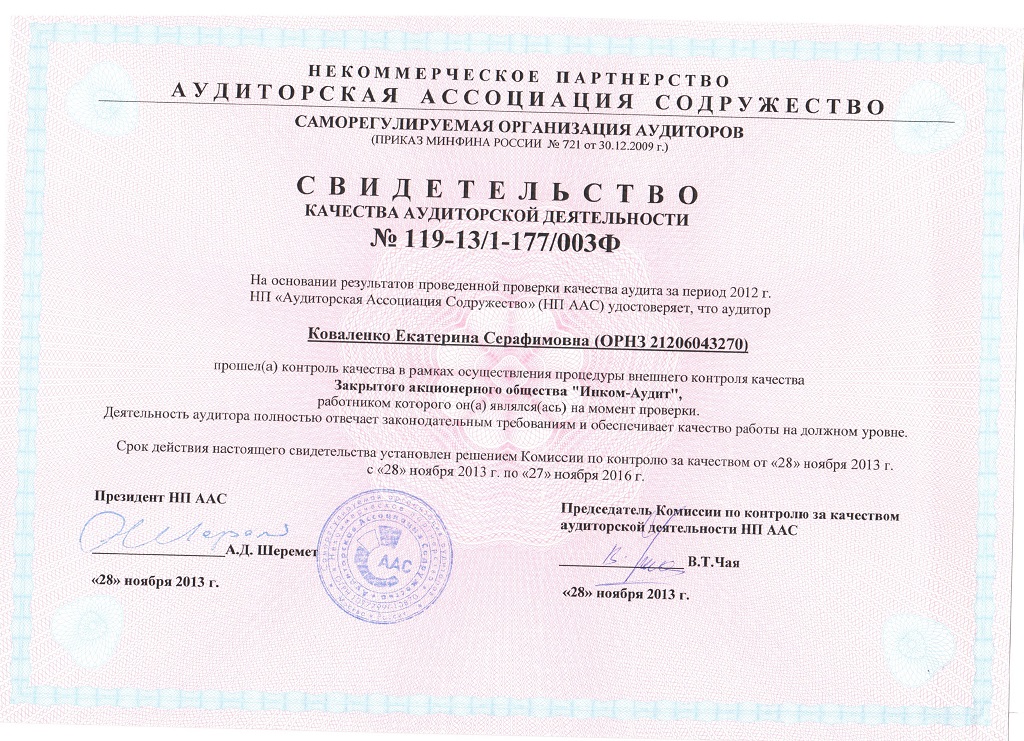 НЕКОММЕРЧЕСКОЕ ПАРТНЕРСТВО
АУДИТОРСКАЯ АССОЦИАЦИЯ СОДРУЖЕСТВО
САМОРЕГУЛИРУЕМАЯ ОРГАНИЗАЦИЯ АУДИТОРОВ
(ПРИКАЗ МИНФИНА РОССИИ № 721 от 30.12.2009 г.)
СВИДЕТЕЛЬСТВО
КАЧЕСТВА АУДИТОРСКОЙ ДЕЯТЕЛЬНОСТИ
№ 119-13/1-177/003Ф
На основании результатов проведенной проверки качества аудита за период 2012 г.
НП «Аудиторская Ассоциация Содружество» (НП ААС) удостоверяет, что аудитор
Коваленко Екатерина Серафимовна (ОРНЗ 21206043270)
прошел(а) контроль качества в рамках осуществления процедуры внешнего контроля качества
Закрытого акционерного общества "Инком-Аудит",
работником которого он(а) являлся(ась) на момент проверки.
Деятельность аудитора полностью отвечает законодательным требованиям и обеспечивает качество работы на должном уровне.
Срок действия настоящего свидетельства установлен решением Комиссии по контролю за качеством от «28» ноября 2013 г.
с «28» ноября 2013 г. по «27» ноября 2016 г.
Президент НП ААС
А.Д. Шеремет
«28» ноября 2013 г.
ААС
Председатель Комиссии по контролю за качеством
аудиторской деятельности НП ААС
В.Т.Чая
«28» ноября 2013 г.